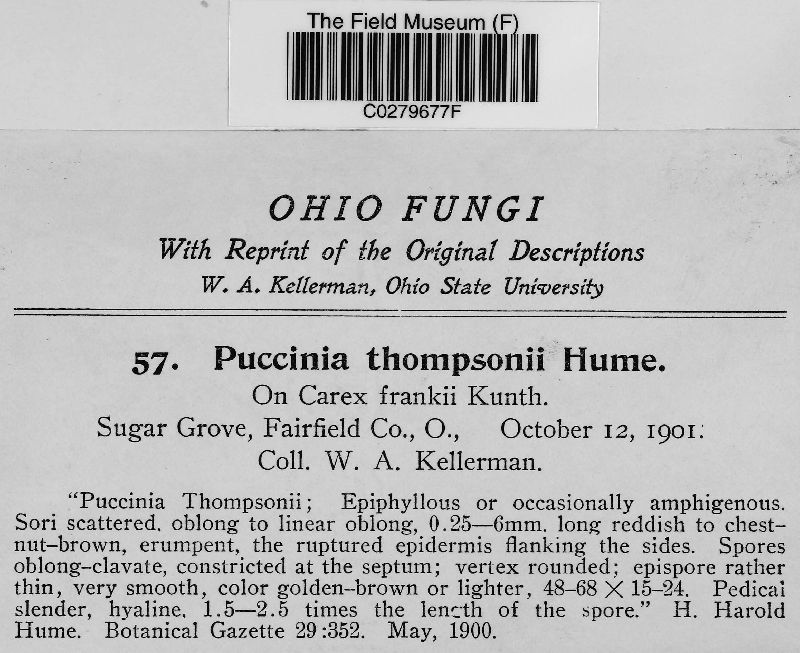 The Field Museum (F)
C0279677F
OHIO FUNGI
With Reprint of the Original Descriptions
W. A. Kellerman, Ohio State University
57. Puccinia thompsonii Hume.
On Carex frankii Kunth.
Sugar Grove, Fairfield Co., O., October 12, 1901.
Coll. W. A. Kellerman.
"Puccinia Thompsonii; Epiphyllous or occasionally amphigenous.
Sori scattered, oblong to linear oblong, 0.25—6mm. long reddish to chest-
nut-brown, erumpent, the ruptured epidermis flanking the sides. Spores
oblong-clavate, constricted at the septum; vertex rounded; epispore rather
thin, very smooth, color golden-brown or lighter, 48-68 × 15-24. Pedical
slender, hyaline, 1.5—2.5 times the length of the spore." H. Harold
Hume. Botanical Gazette 29:352. May, 1900.